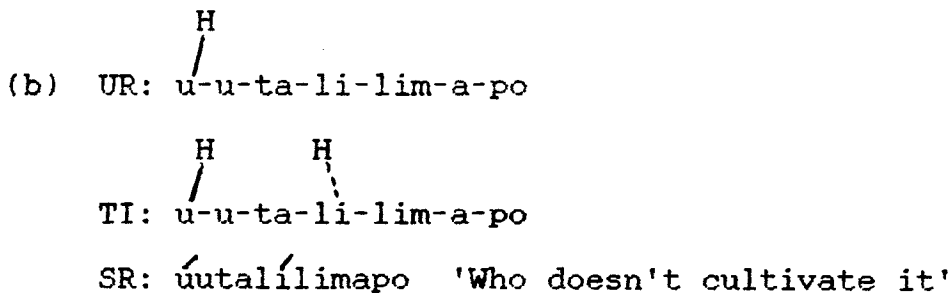 H
(b) UR: u-u-ta-li-lim-a-po
H H
TI: u-u-ta-li-lim-a-po
SR: úutalílimapo 'Who doesn't cultivate it'